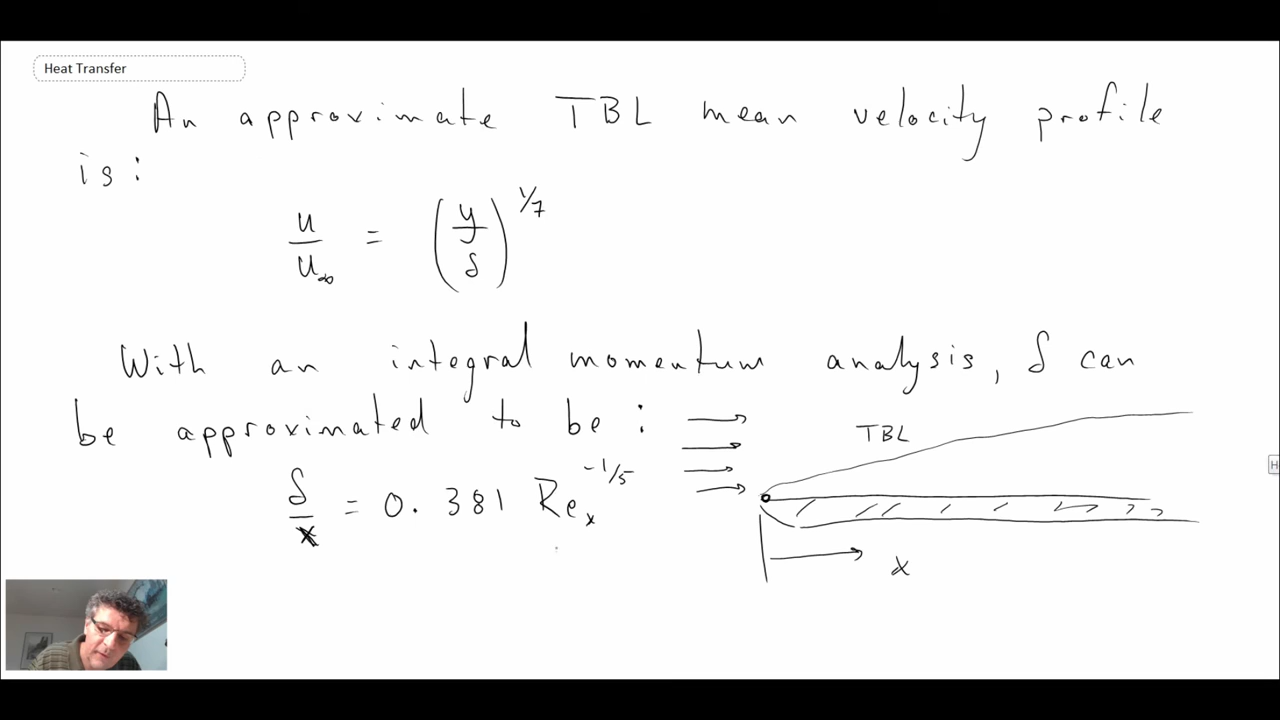 Heat Transfer
An approximate TBL mean velocity profile
is:
u/u∞ = (y/δ)^1/7
With an integral momentum analysis, δ can
be approximated to be:
TBL
δ/x = 0.381 Re_x^-1/5
x
H